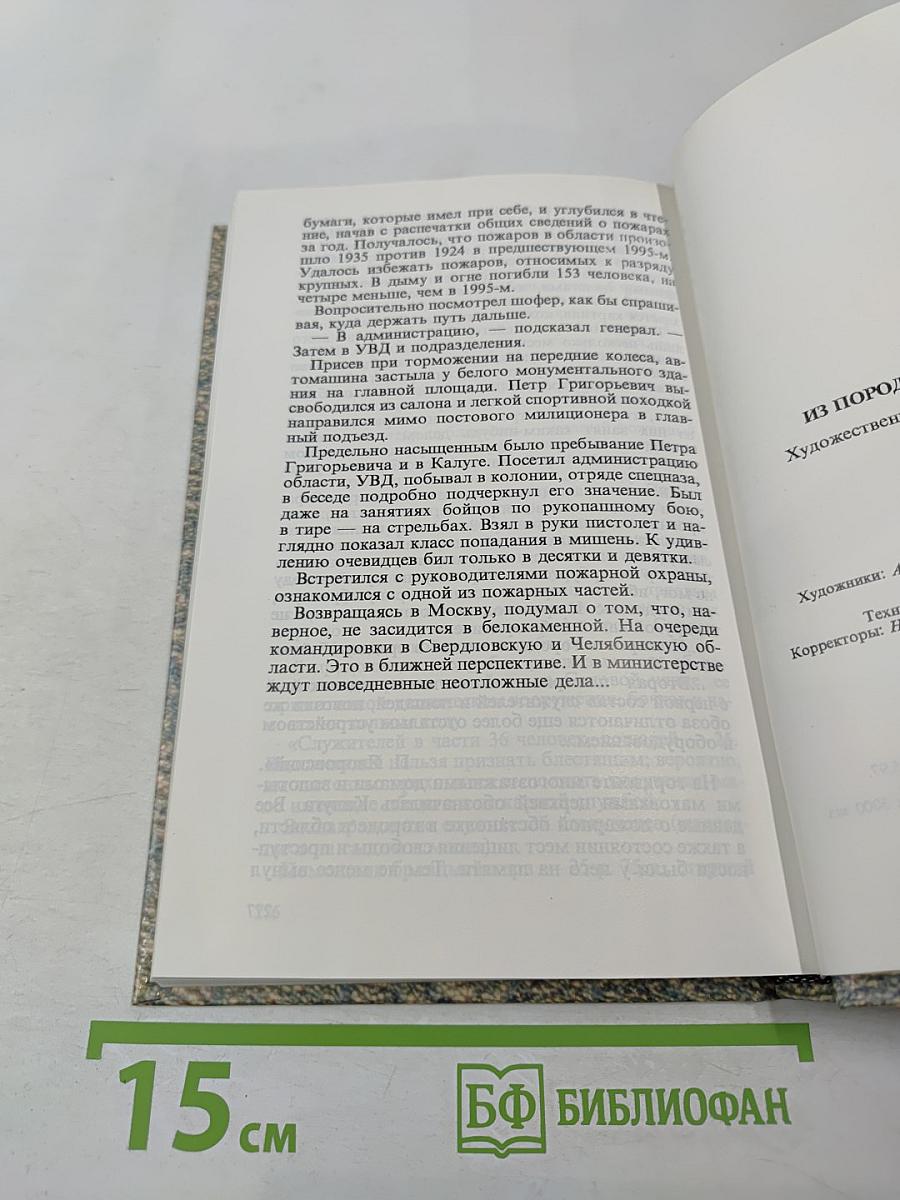 бумаги, которые имел при себе, и углубился в чте-
ние, начав с распечатки общих сведений о пожарах
за год. Получалось, что пожаров в области произо-
шло 1935 против 1924 в предшествующем 1995-м.
Удалось избежать пожаров, относимых к разряду
крупных. В дыму и огне погибли 153 человека, на
четыре меньше, чем в 1995-м.
Вопросительно посмотрел шофер, как бы спраши-
вая, куда держать путь дальше.
— В администрацию, — подсказал генерал. —
Затем в УВД и подразделения.
Присев при торможении на передние колеса, ав-
томашина застыла у белого монументального зда-
ния на главной площади. Петр Григорьевич вы-
свободился из салона и легкой спортивной походкой
направился мимо постового милиционера в глав-
ный подъезд.
Предельно насыщенным было пребывание Петра
Григорьевича и в Калуге. Посетил администрацию
области, УВД, побывал в колонии, отряде спецназа,
в беседе подробно подчеркнул его значение. Был
даже на занятиях бойцов по рукопашному бою,
в тире — на стрельбах. Взял в руки пистолет и на-
глядно показал класс попадания в мишень. К удив-
лению очевидцев бил только в десятки и девятки.
Встретился с руководителями пожарной охраны,
ознакомился с одной из пожарных частей.
Возвращаясь в Москву, подумал о том, что, на-
верное, не засидится в белокаменной. На очереди
командировки в Свердловскую и Челябинскую об-
ласти. Это в ближней перспективе. И в министерстве
ждут повседневные неотложные дела...
ИЗ ПОРОД
Художественн
Художники: А
Техн
Корректоры: Н
15 см
БФ БИБЛИОФАН